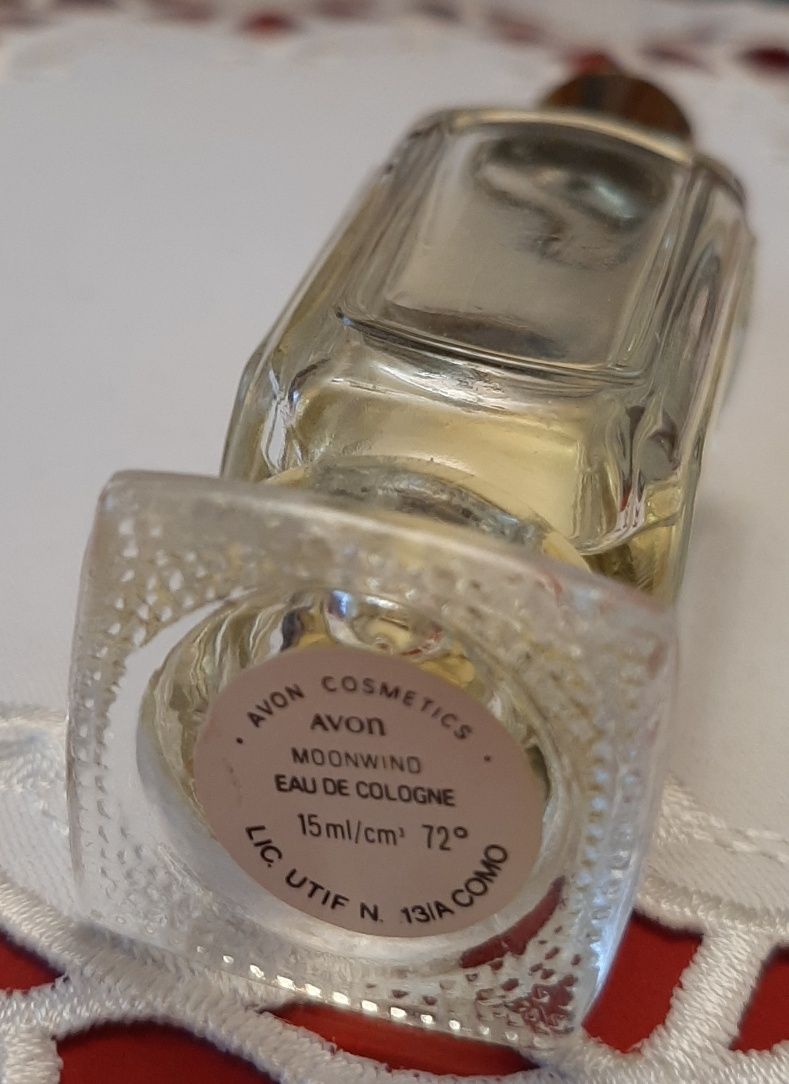 • AVON COSMETICS •
AVON
MOONWIND
EAU DE COLOGNE
15ml/cm³ 72°
LIC. UTIF N. 13/A COMO